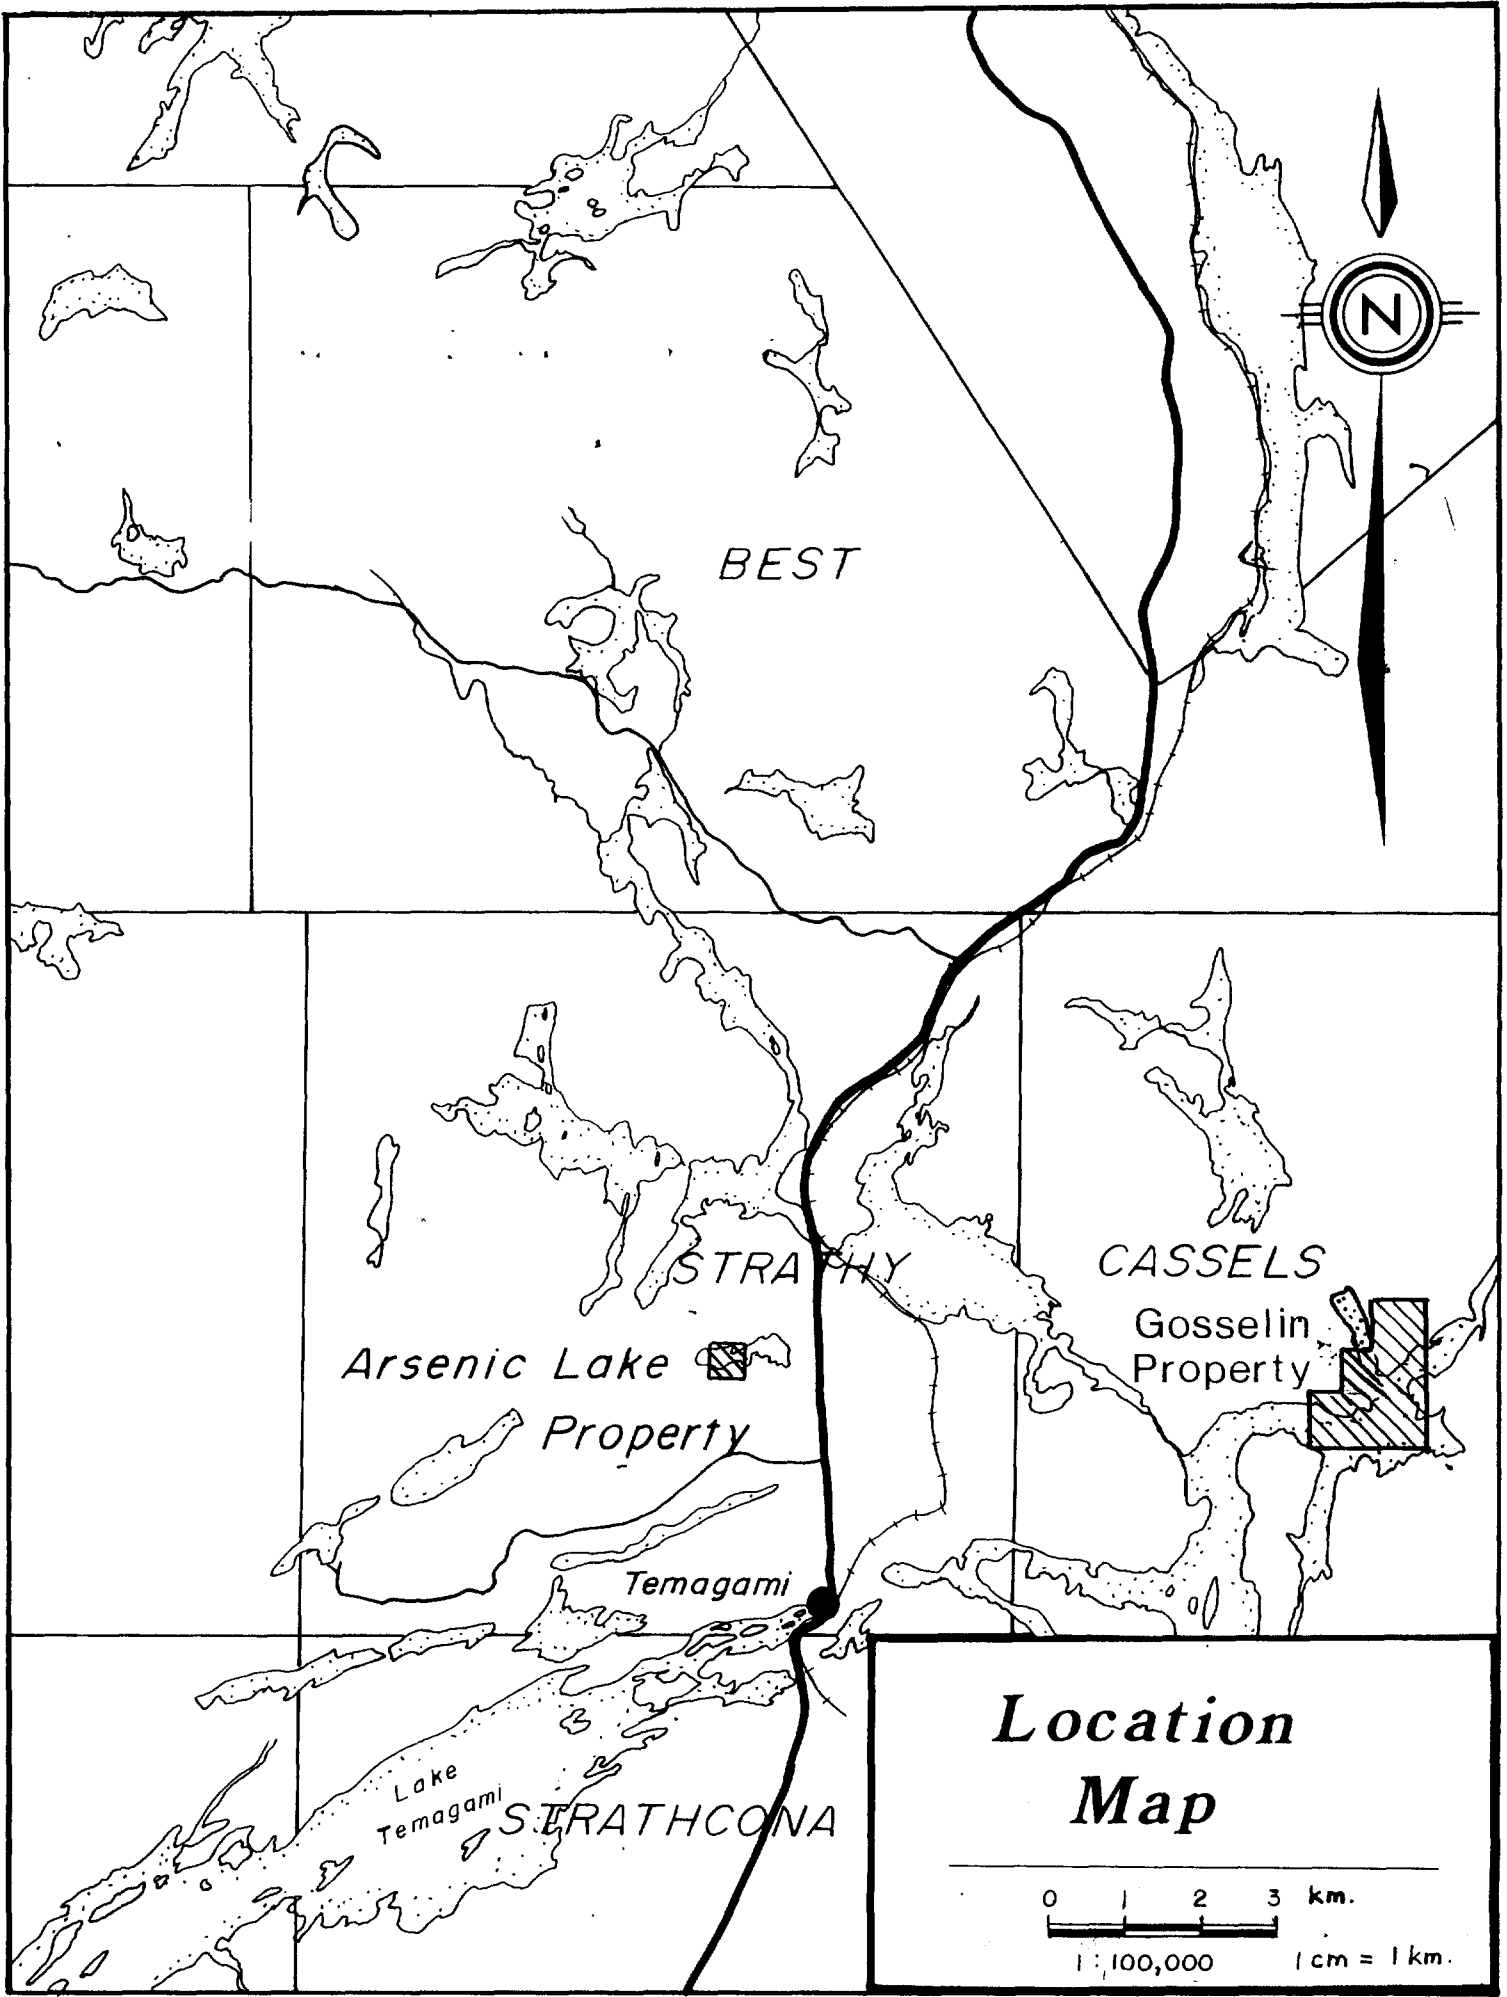 N
BEST
STRATHY
CASSELS
Gosselin
Property
Arsenic Lake
Property
Temagami
Lake
Temagami
STRATHCONA
Location
Map
0 1 2 3 km.
1:100,000 1 cm = 1 km.